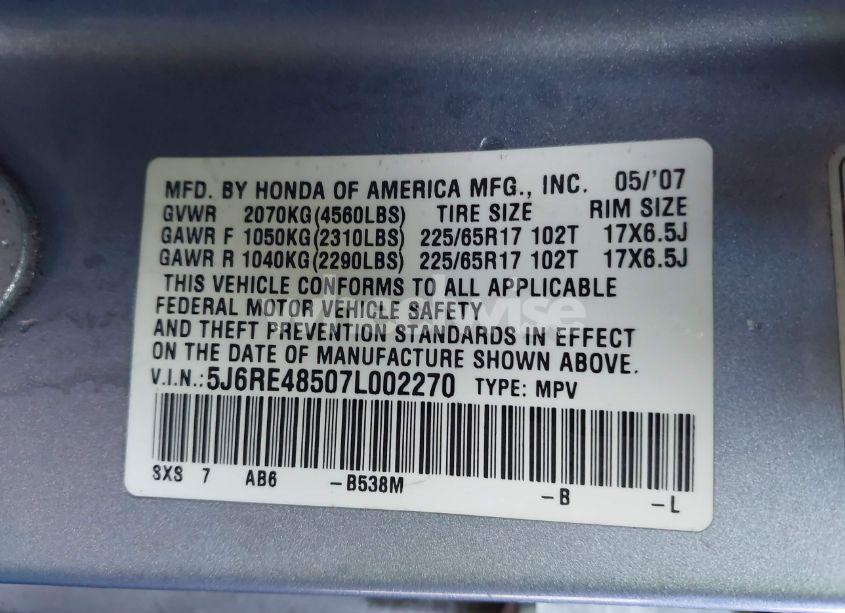 MFD. BY HONDA OF AMERICA MFG., INC. 05/'07
GVWR 2070KG(4560LBS) TIRE SIZE RIM SIZE
GAWR F 1050KG(2310LBS) 225/65R17 102T 17X6.5J
GAWR R 1040KG(2290LBS) 225/65R17 102T 17X6.5J
THIS VEHICLE CONFORMS TO ALL APPLICABLE
FEDERAL MOTOR VEHICLE SAFETY
AND THEFT PREVENTION STANDARDS IN EFFECT
ON THE DATE OF MANUFACTURE SHOWN ABOVE.
V.I.N.: 5J6RE48507L002270 TYPE: MPV
SXS 7 AB6 -B538M -B -L